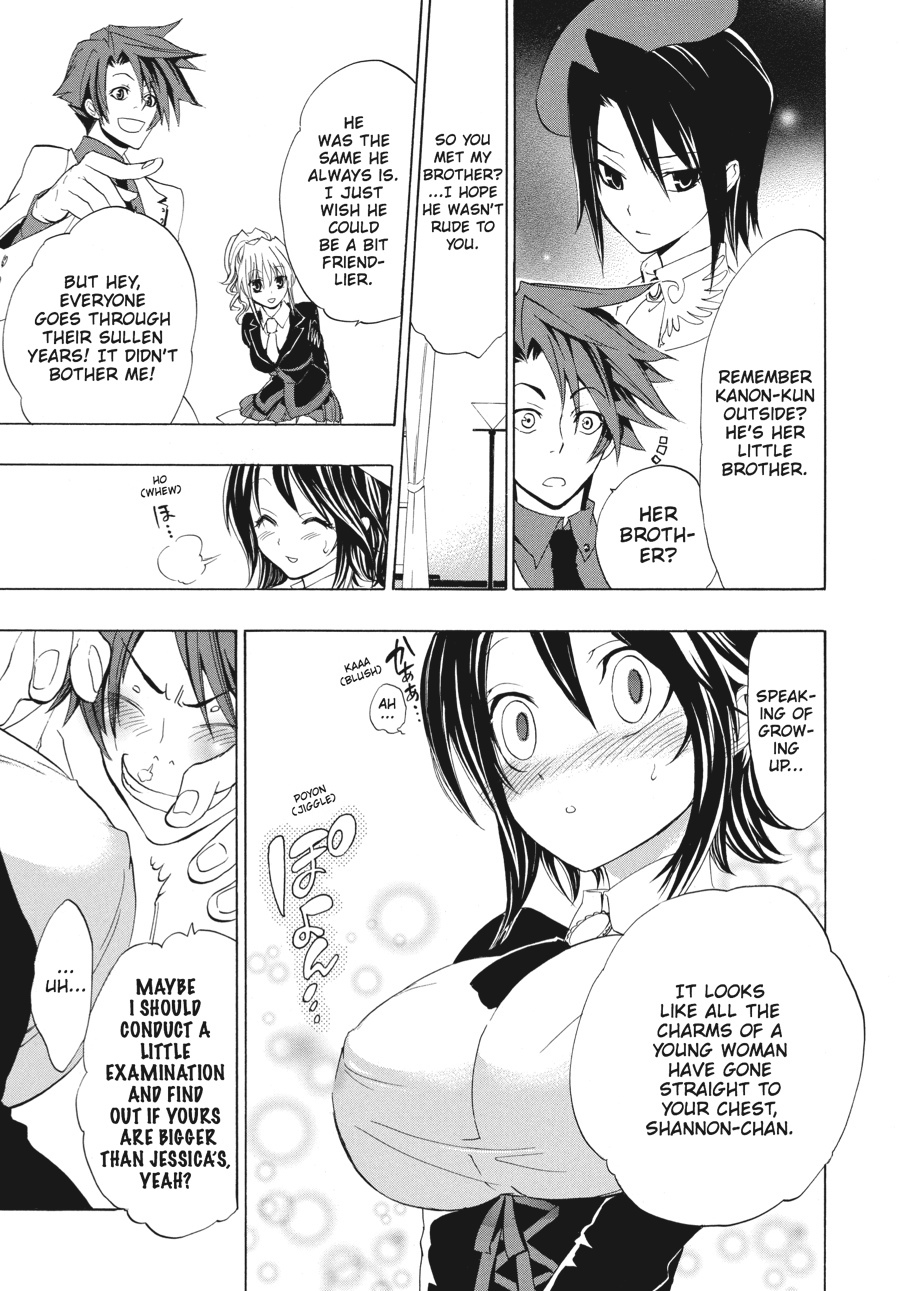 REMEMBER
KANON-KUN
OUTSIDE?
HE'S HER
LITTLE
BROTHER.
HER
BROTH-
ER?
SO YOU
MET MY
BROTHER?
...I HOPE
HE WASN'T
RUDE TO
YOU.
HE
WAS THE
SAME HE
ALWAYS IS.
I JUST
WISH HE
COULD
BE A BIT
FRIEND-
LIER.
BUT HEY,
EVERYONE
GOES THROUGH
THEIR SULLEN
YEARS! IT DIDN'T
BOTHER ME!
HO
(WHEW)
ほ...
SPEAK-
ING OF
GROW-
ING
UP...
かぁぁ...
KAAA
(BLUSH)
AH
...
POYON
(JIGGLE)
ぽよん...
IT LOOKS
LIKE ALL THE
CHARMS OF A
YOUNG WOMAN
HAVE GONE
STRAIGHT TO
YOUR CHEST,
SHANNON-CHAN.
MAYBE
I SHOULD
CONDUCT A
LITTLE
EXAMINATION
AND FIND
OUT IF YOURS
ARE BIGGER
THAN JESSICA'S,
YEAH?
...
UH...